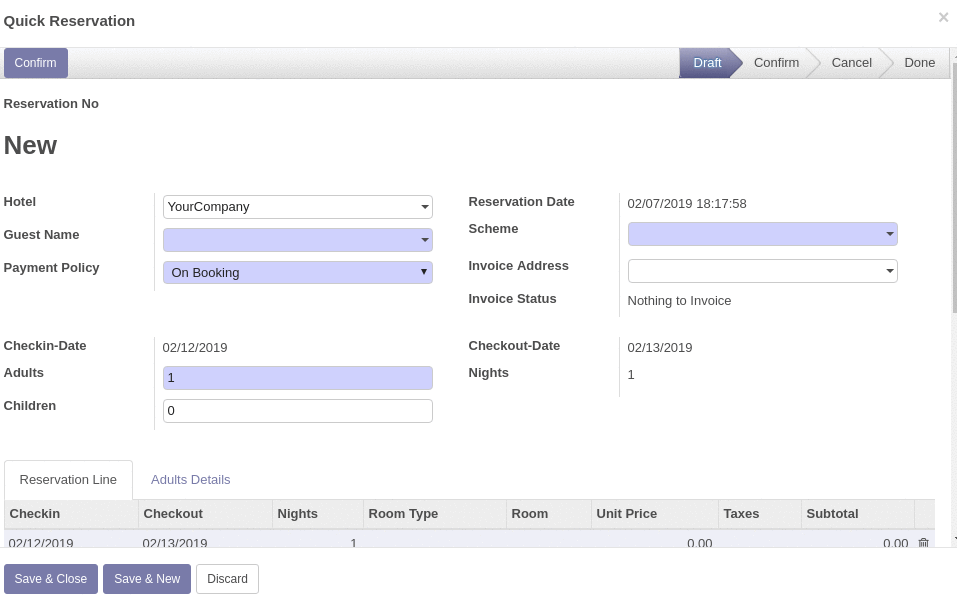 Quick Reservation ×
Confirm Draft Confirm Cancel Done
Reservation No
New
Hotel YourCompany Reservation Date 02/07/2019 18:17:58
Guest Name Scheme
Payment Policy On Booking Invoice Address
Invoice Status Nothing to Invoice
Checkin-Date 02/12/2019 Checkout-Date 02/13/2019
Adults 1 Nights 1
Children 0
Reservation Line Adults Details
Checkin Checkout Nights Room Type Room Unit Price Taxes Subtotal
02/12/2019 02/13/2019 1 0.00 0.00
Save & Close Save & New Discard